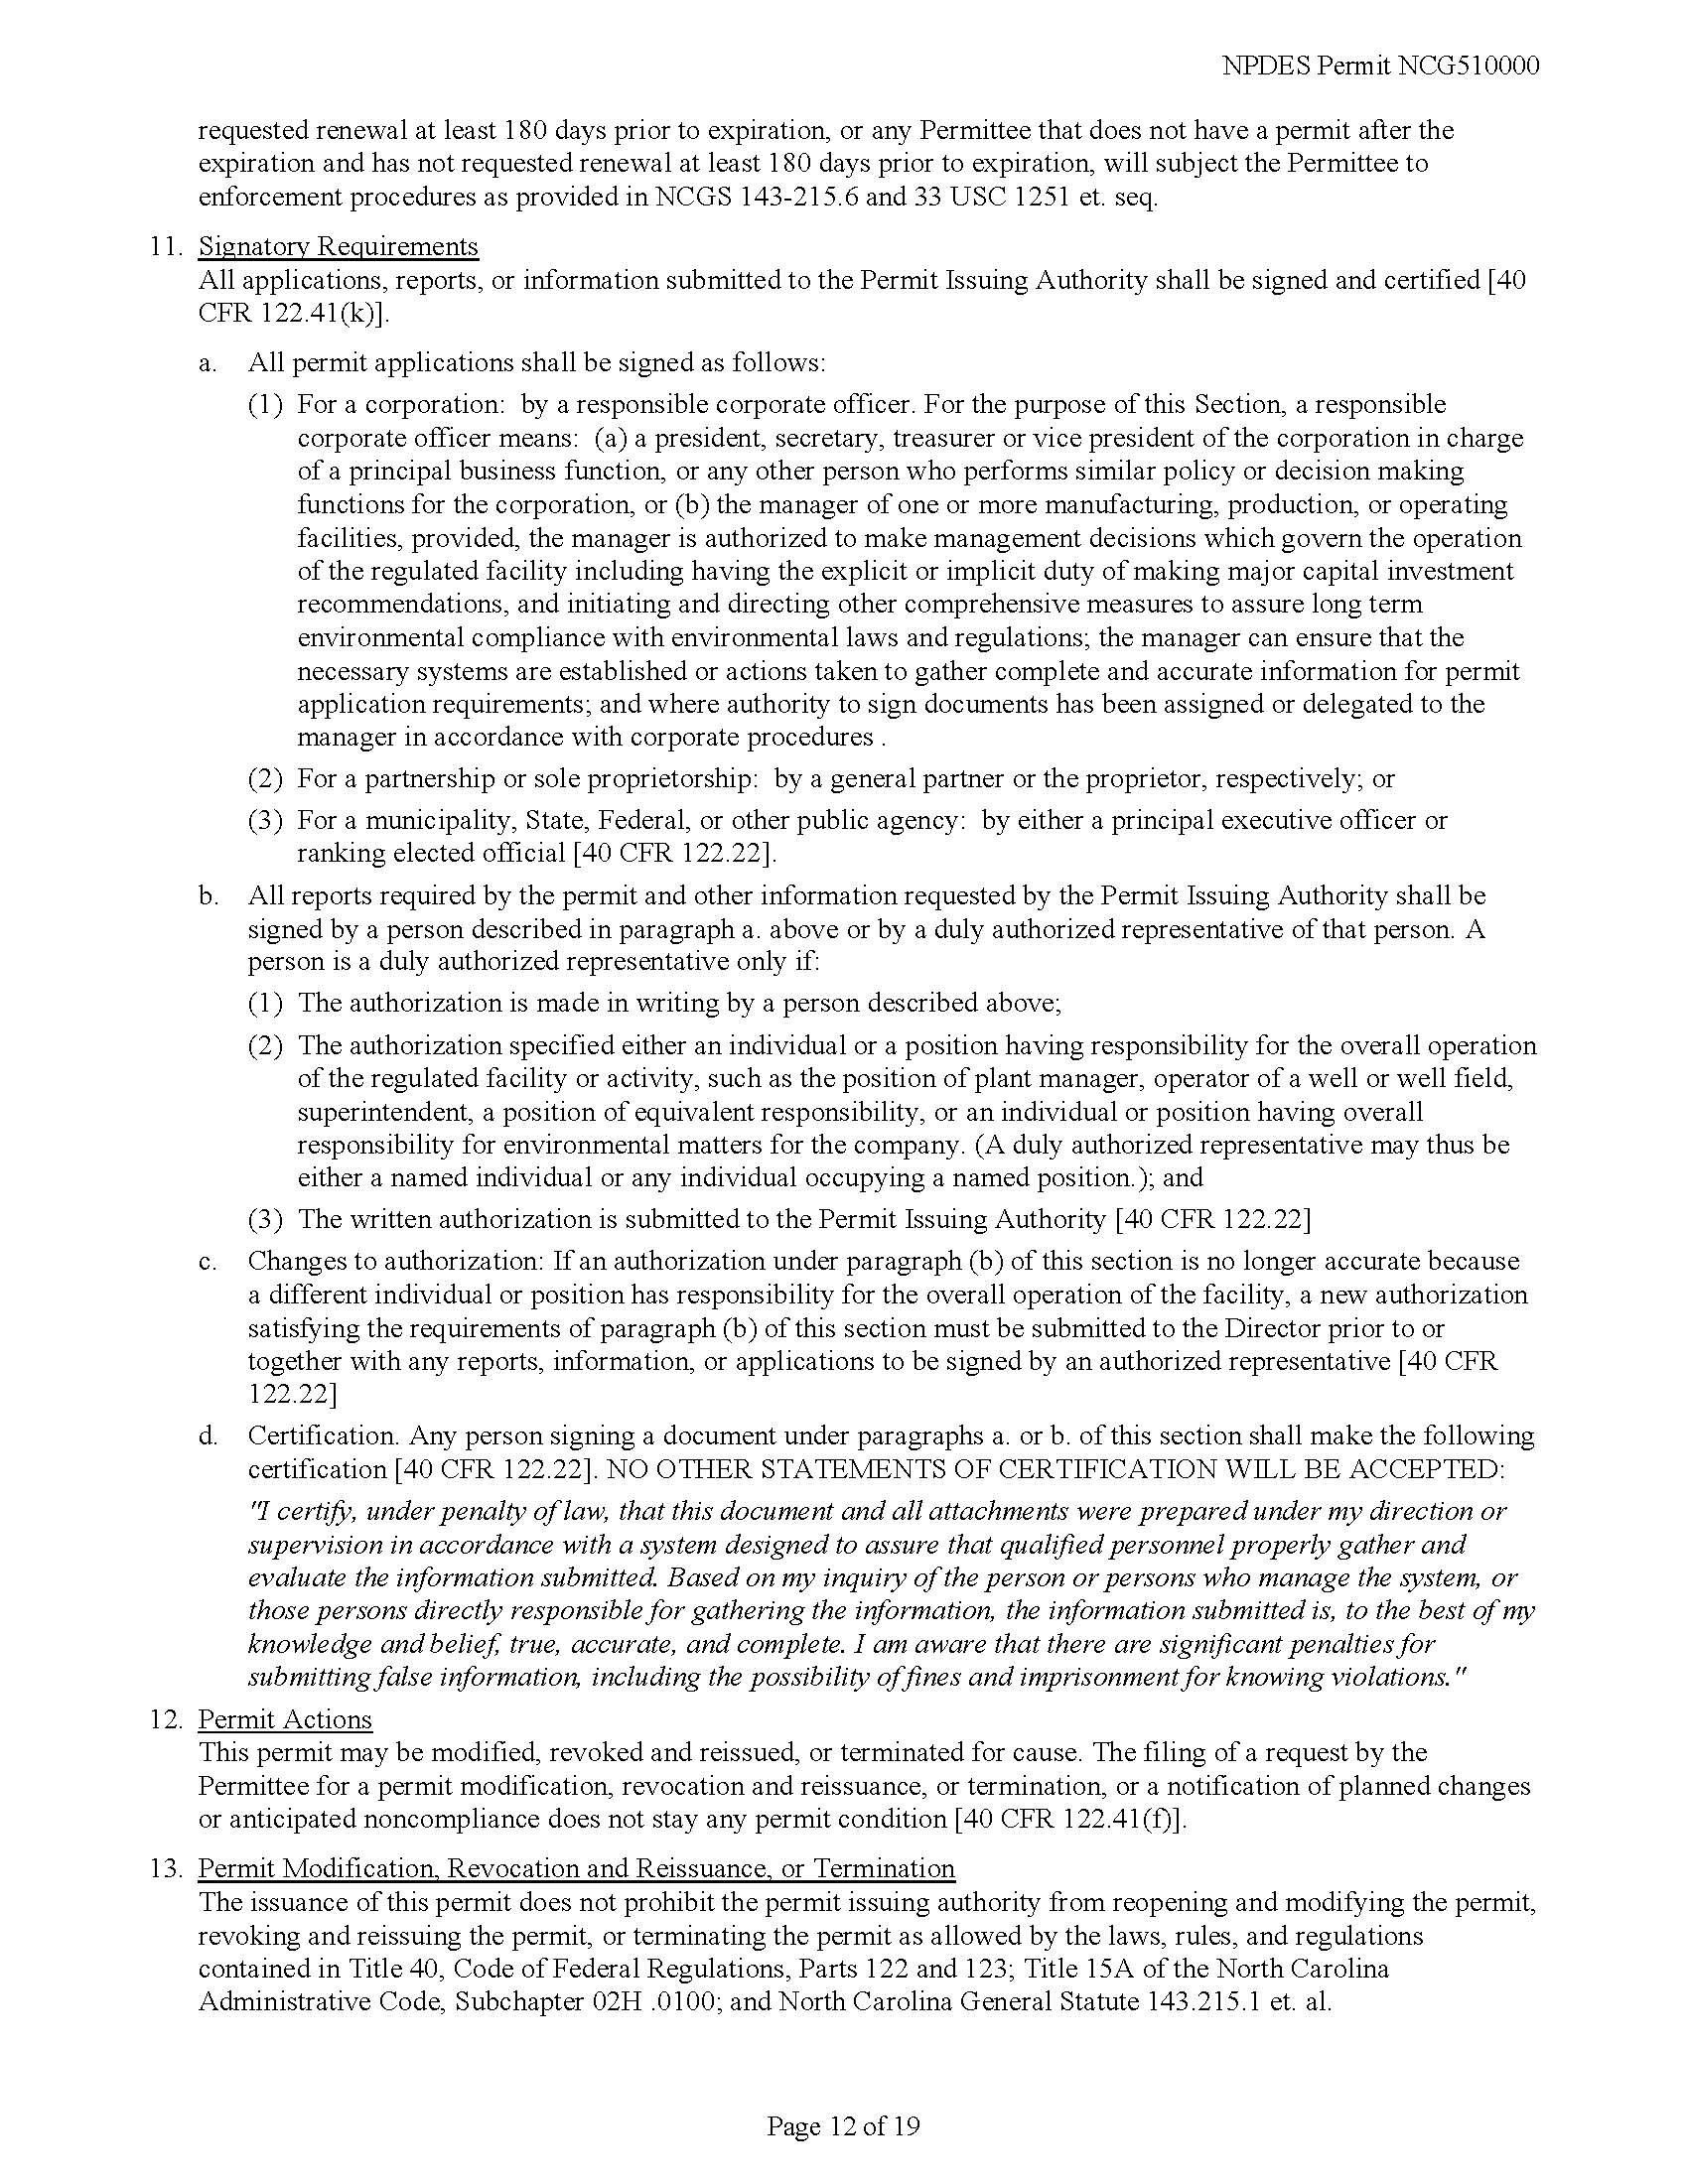 NPDES Permit NCG510000
requested renewal at least 180 days prior to expiration, or any Permittee that does not have a permit after the
expiration and has not requested renewal at least 180 days prior to expiration, will subject the Permittee to
enforcement procedures as provided in NCGS 143-215.6 and 33 USC 1251 et. seq.
11. Signatory Requirements
All applications, reports, or information submitted to the Permit Issuing Authority shall be signed and certified [40
CFR 122.41(k)].
a. All permit applications shall be signed as follows:
(1) For a corporation: by a responsible corporate officer. For the purpose of this Section, a responsible
corporate officer means: (a) a president, secretary, treasurer or vice president of the corporation in charge
of a principal business function, or any other person who performs similar policy or decision making
functions for the corporation, or (b) the manager of one or more manufacturing, production, or operating
facilities, provided, the manager is authorized to make management decisions which govern the operation
of the regulated facility including having the explicit or implicit duty of making major capital investment
recommendations, and initiating and directing other comprehensive measures to assure long term
environmental compliance with environmental laws and regulations; the manager can ensure that the
necessary systems are established or actions taken to gather complete and accurate information for permit
application requirements; and where authority to sign documents has been assigned or delegated to the
manager in accordance with corporate procedures .
(2) For a partnership or sole proprietorship: by a general partner or the proprietor, respectively; or
(3) For a municipality, State, Federal, or other public agency: by either a principal executive officer or
ranking elected official [40 CFR 122.22].
b. All reports required by the permit and other information requested by the Permit Issuing Authority shall be
signed by a person described in paragraph a. above or by a duly authorized representative of that person. A
person is a duly authorized representative only if:
(1) The authorization is made in writing by a person described above;
(2) The authorization specified either an individual or a position having responsibility for the overall operation
of the regulated facility or activity, such as the position of plant manager, operator of a well or well field,
superintendent, a position of equivalent responsibility, or an individual or position having overall
responsibility for environmental matters for the company. (A duly authorized representative may thus be
either a named individual or any individual occupying a named position.); and
(3) The written authorization is submitted to the Permit Issuing Authority [40 CFR 122.22]
c. Changes to authorization: If an authorization under paragraph (b) of this section is no longer accurate because
a different individual or position has responsibility for the overall operation of the facility, a new authorization
satisfying the requirements of paragraph (b) of this section must be submitted to the Director prior to or
together with any reports, information, or applications to be signed by an authorized representative [40 CFR
122.22]
d. Certification. Any person signing a document under paragraphs a. or b. of this section shall make the following
certification [40 CFR 122.22]. NO OTHER STATEMENTS OF CERTIFICATION WILL BE ACCEPTED:
"I certify, under penalty of law, that this document and all attachments were prepared under my direction or
supervision in accordance with a system designed to assure that qualified personnel properly gather and
evaluate the information submitted. Based on my inquiry of the person or persons who manage the system, or
those persons directly responsible for gathering the information, the information submitted is, to the best of my
knowledge and belief, true, accurate, and complete. I am aware that there are significant penalties for
submitting false information, including the possibility of fines and imprisonment for knowing violations."
12. Permit Actions
This permit may be modified, revoked and reissued, or terminated for cause. The filing of a request by the
Permittee for a permit modification, revocation and reissuance, or termination, or a notification of planned changes
or anticipated noncompliance does not stay any permit condition [40 CFR 122.41(f)].
13. Permit Modification, Revocation and Reissuance, or Termination
The issuance of this permit does not prohibit the permit issuing authority from reopening and modifying the permit,
revoking and reissuing the permit, or terminating the permit as allowed by the laws, rules, and regulations
contained in Title 40, Code of Federal Regulations, Parts 122 and 123; Title 15A of the North Carolina
Administrative Code, Subchapter 02H .0100; and North Carolina General Statute 143.215.1 et. al.
Page 12 of 19